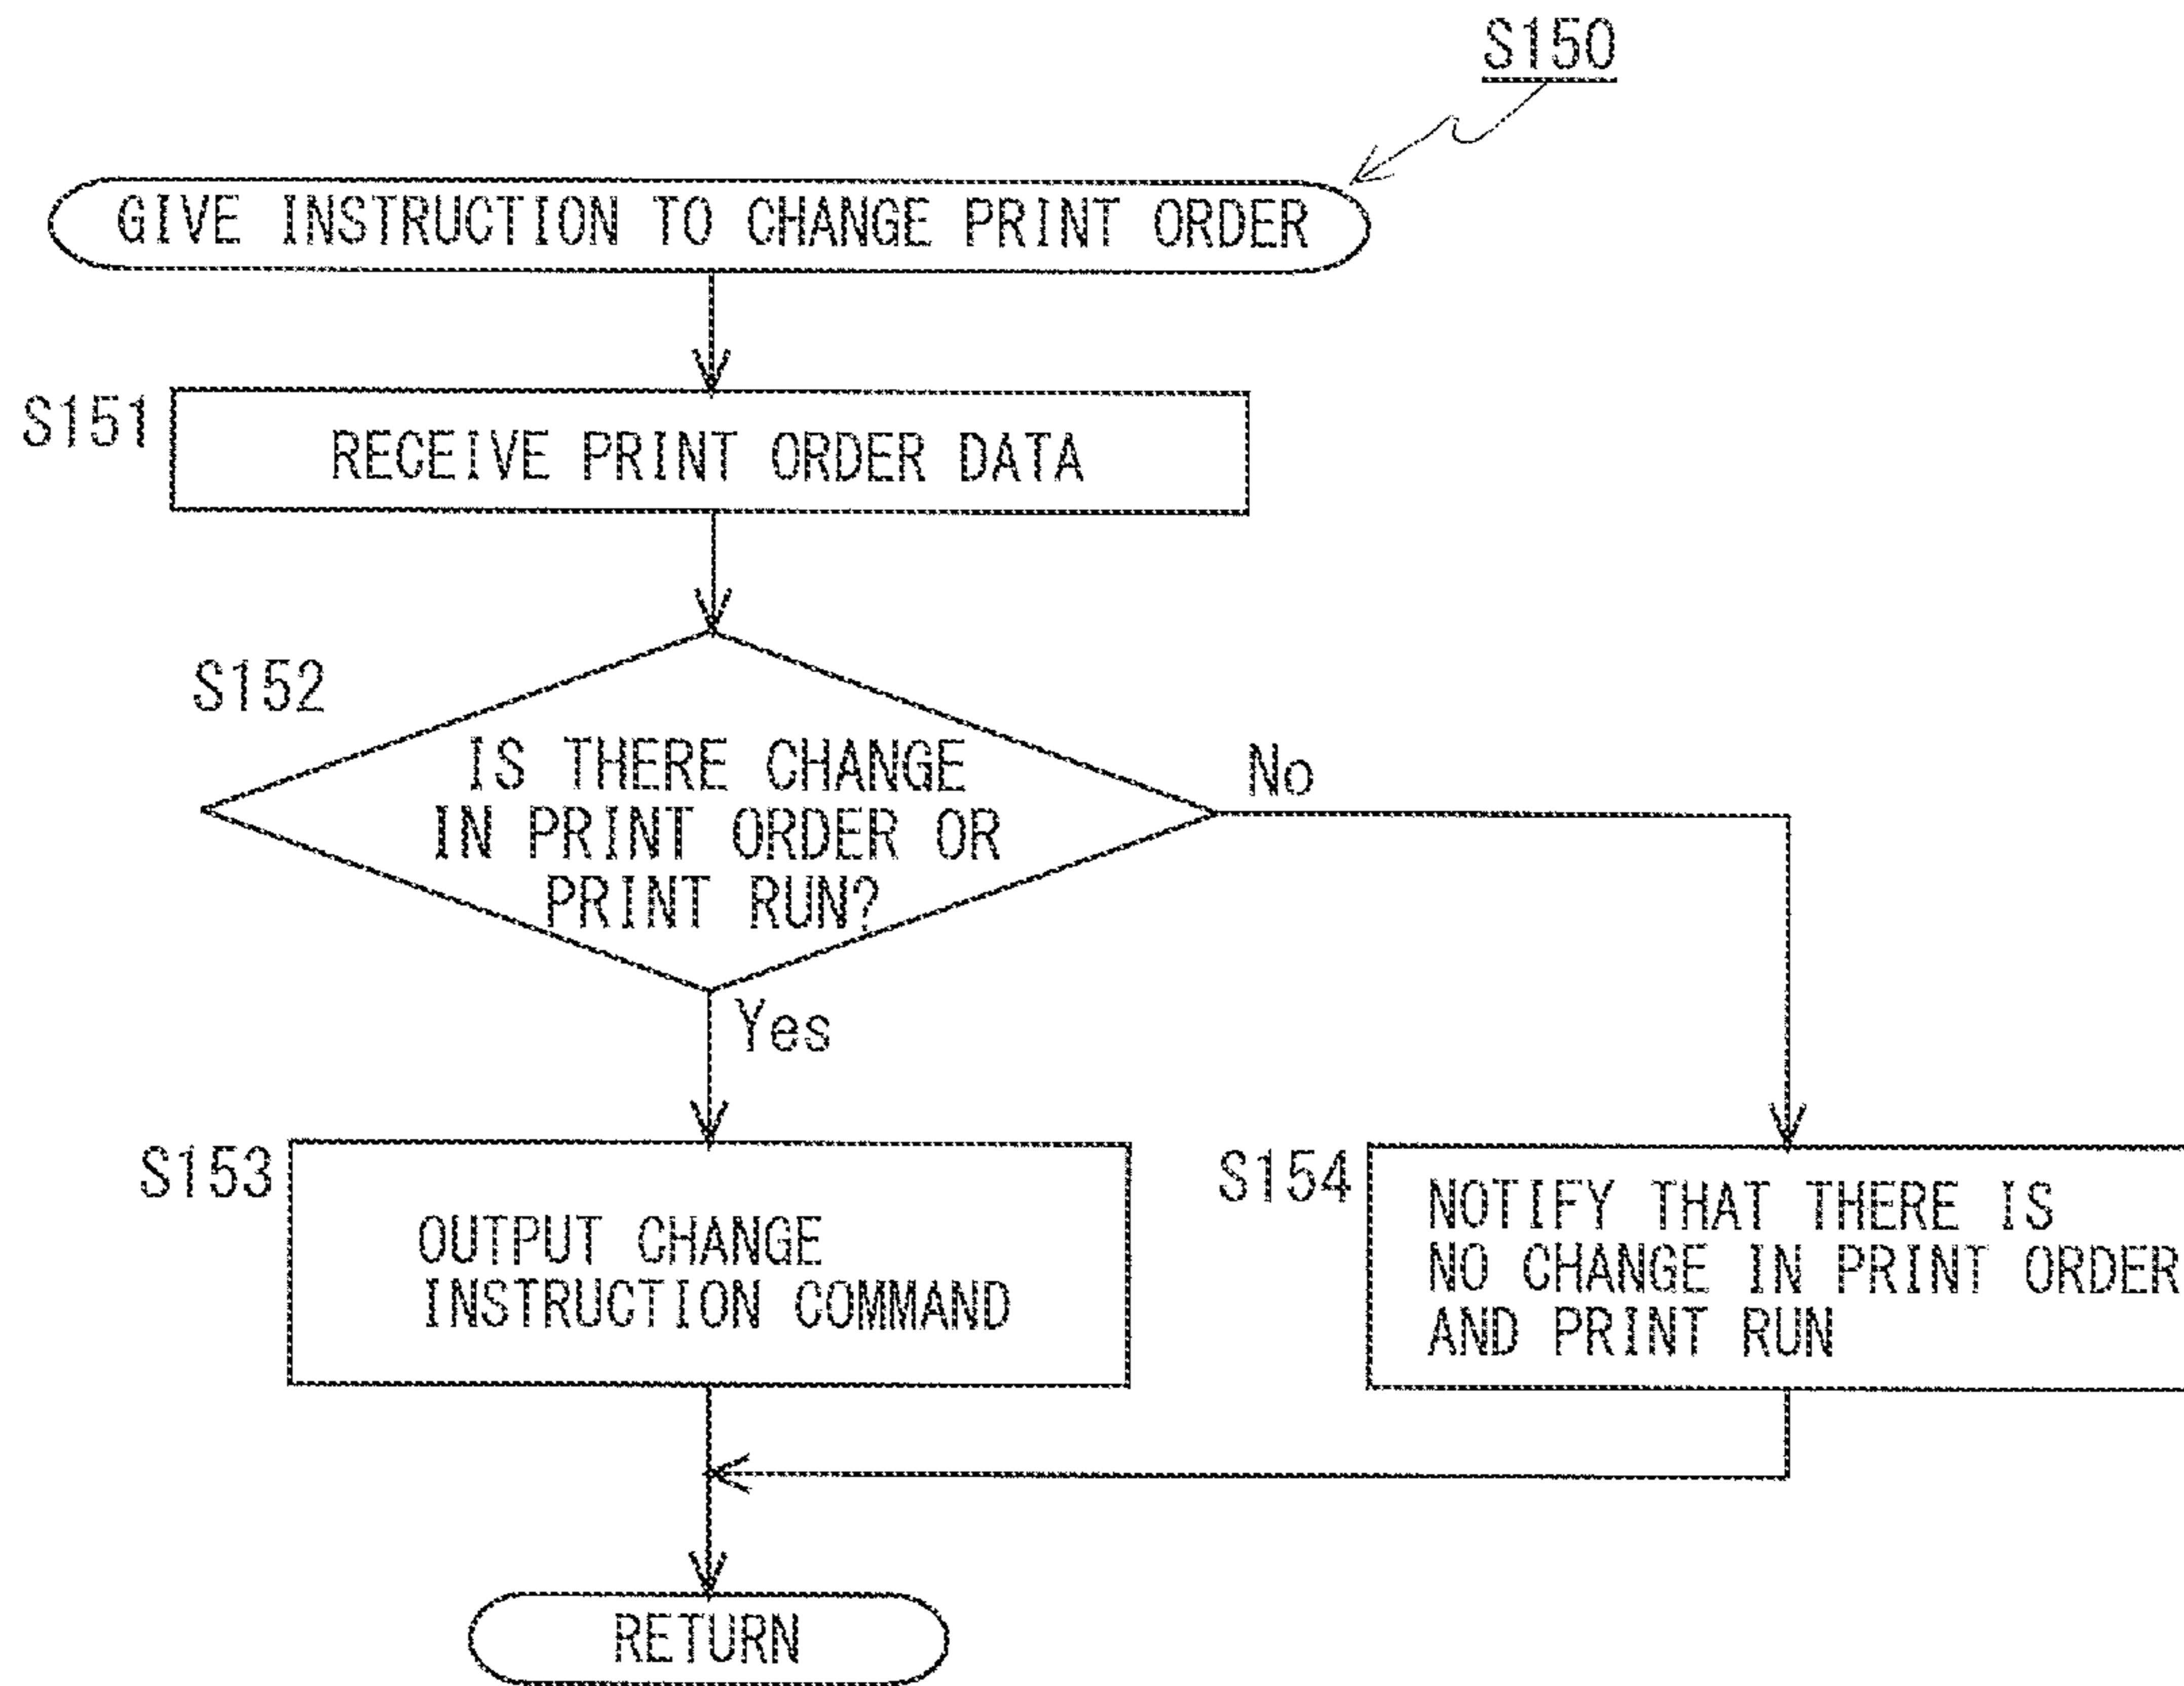 S150
GIVE INSTRUCTION TO CHANGE PRINT ORDER
S151
RECEIVE PRINT ORDER DATA
S152
IS THERE CHANGE
IN PRINT ORDER OR
PRINT RUN?
No
Yes
S153
OUTPUT CHANGE
INSTRUCTION COMMAND
S154
NOTIFY THAT THERE IS
NO CHANGE IN PRINT ORDER
AND PRINT RUN
RETURN